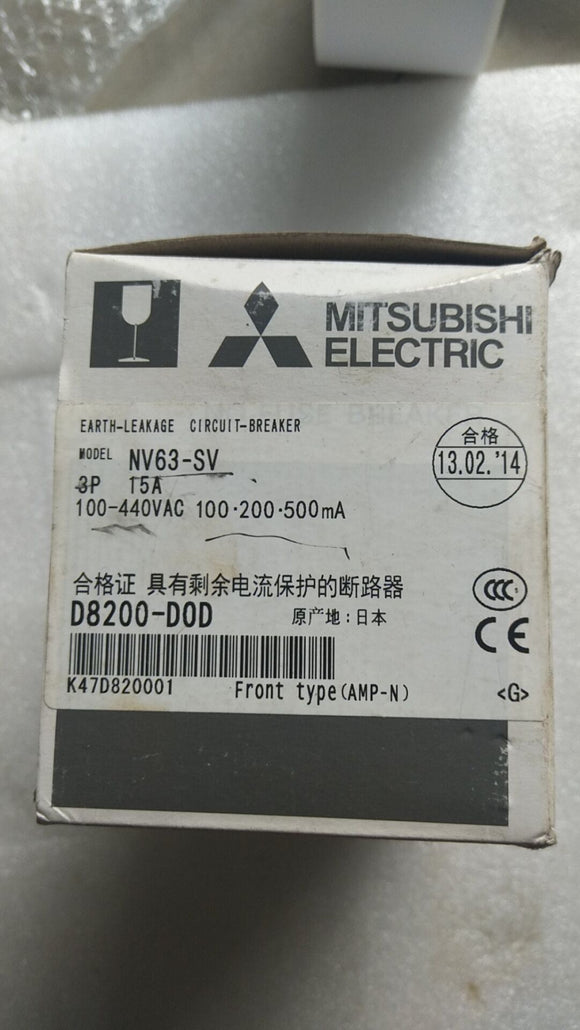 MITSUBISHI
ELECTRIC
EARTH-LEAKAGE CIRCUIT-BREAKER
MODEL NV63-SV
3P 15A
100-440VAC 100·200·500mA
合格
13.02.'14
合格证 具有剩余电流保护的断路器
D8200-D0D 原产地：日本
CCC
CE
K47D820001 Front type(AMP-N) <G>